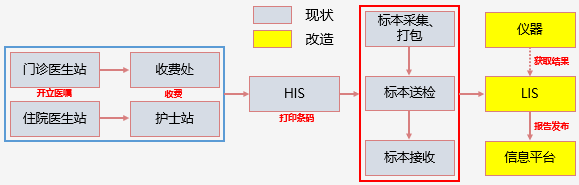 现状
改造
标本采集、
打包
仪器
获取结果
门诊医生站
收费处
开立医嘱
收费
HIS
打印条码
标本送检
LIS
住院医生站
护士站
报告发布
标本接收
信息平台